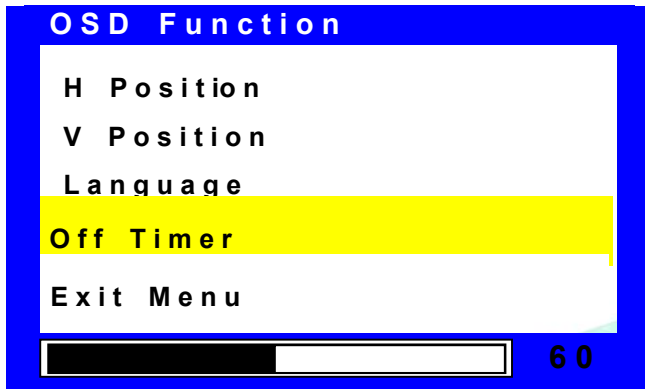 OSD Function
H Position
V Position
Language
Off Timer
Exit Menu
60